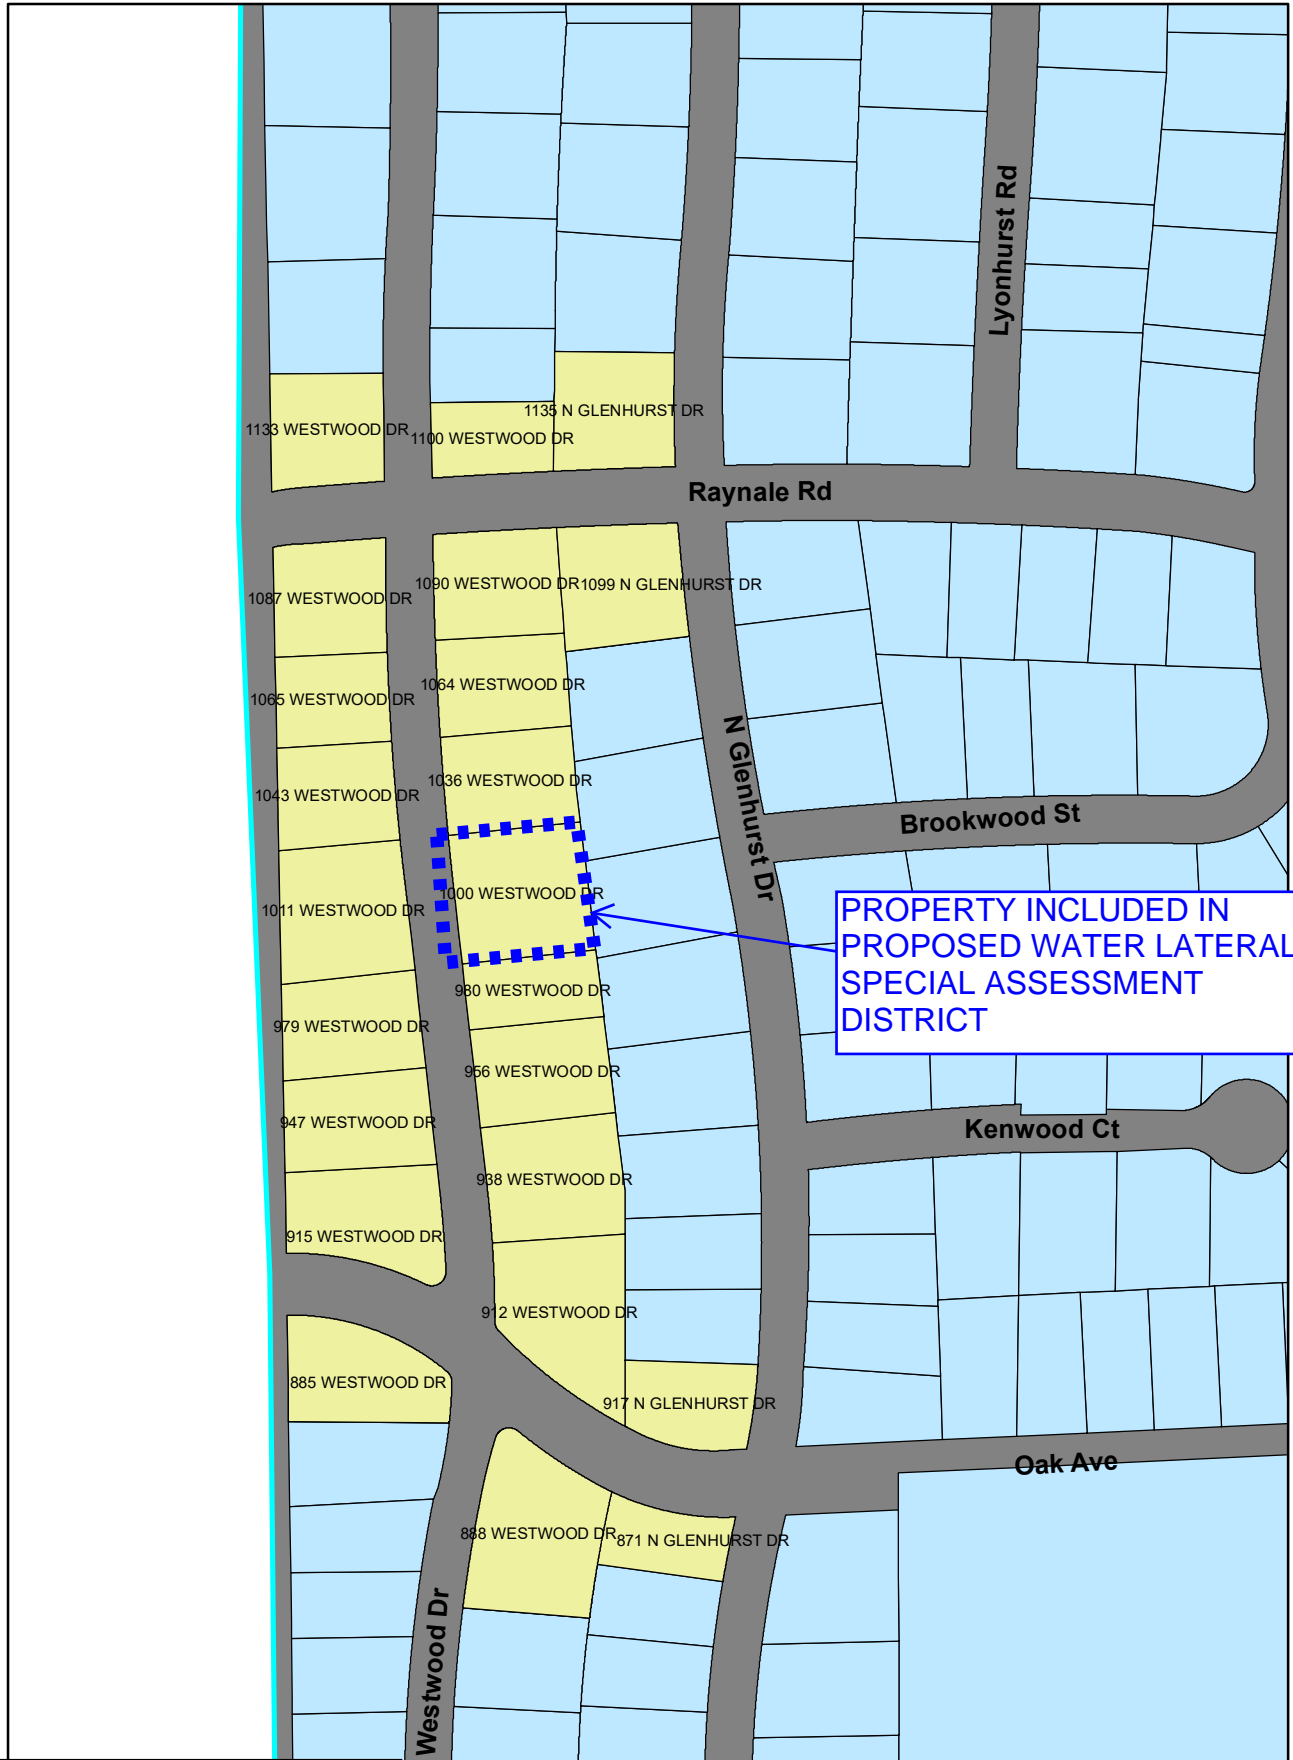 Lyonhurst Rd
1135 N GLENHURST DR
1133 WESTWOOD DR
1100 WESTWOOD DR
Raynale Rd
1090 WESTWOOD DR
1099 N GLENHURST DR
1087 WESTWOOD DR
1064 WESTWOOD DR
1065 WESTWOOD DR
N Glenhurst Dr
1036 WESTWOOD DR
1043 WESTWOOD DR
Brookwood St
1000 WESTWOOD DR
1011 WESTWOOD DR
PROPERTY INCLUDED IN
PROPOSED WATER LATERAL
SPECIAL ASSESSMENT
DISTRICT
980 WESTWOOD DR
979 WESTWOOD DR
956 WESTWOOD DR
947 WESTWOOD DR
Kenwood Ct
938 WESTWOOD DR
915 WESTWOOD DR
912 WESTWOOD DR
885 WESTWOOD DR
917 N GLENHURST DR
Oak Ave
888 WESTWOOD DR
871 N GLENHURST DR
Westwood Dr